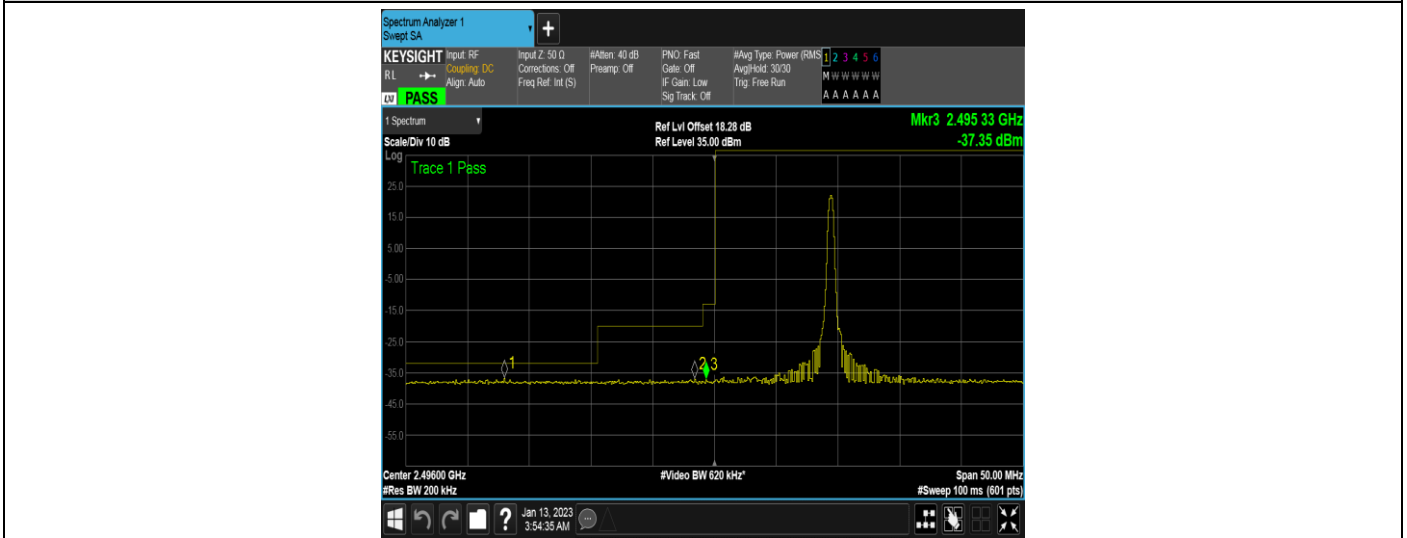 Spectrum Analyzer 1
Swept SA
+
KEYSIGHT
RL
LXI PASS
Input: RF
Coupling: DC
Align: Auto
Input Z: 50 Ω
Corrections: Off
Freq Ref: Int (S)
#Atten: 40 dB
Preamp: Off
PNO: Fast
Gate: Off
IF Gain: Low
Sig Track: Off
#Avg Type: Power (RMS
Avg|Hold: 30/30
Trig: Free Run
1 2 3 4 5 6
M W W W W W
A A A A A A
1 Spectrum
Scale/Div 10 dB
Ref Lvl Offset 18.28 dB
Ref Level 35.00 dBm
Mkr3 2.495 33 GHz
-37.35 dBm
Log
Trace 1 Pass
25.0
15.0
5.00
-5.00
-15.0
-25.0
-35.0
-45.0
-55.0
1
2
3
Center 2.49600 GHz
#Res BW 200 kHz
#Video BW 620 kHz*
Span 50.00 MHz
#Sweep 100 ms (601 pts)
?
Jan 13, 2023
3:54:35 AM